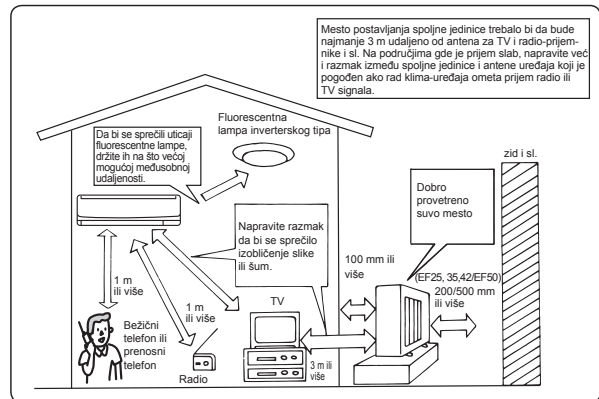 Mesto postavljanja spoljne jedinice trebalo bi da bude
najmanje 3 m udaljeno od antena za TV i radio-prijem-
nike i sl. Na područjima gde je prijem slab, napravite već
i razmak između spoljne jedinice i antene uređaja koji je
pogođen ako rad klima-uređaja ometa prijem radio ili
TV signala.
Fluorescentna
lampa inverterskog tipa
Da bi se sprečili uticaji
fluorescentne lampe,
držite ih na što većoj
mogućoj međusobnoj
udaljenosti.
zid i sl.
Dobro
provetreno
suvo mesto
Napravite razmak
da bi se sprečilo
izobličenje slike
ili šum.
100 mm ili
više
(EF25, 35,42/EF50)
200/500 mm
ili više
1 m
ili više
1 m
ili više
TV
Bežični
telefon ili
prenosni
telefon
Radio
3 m ili
više